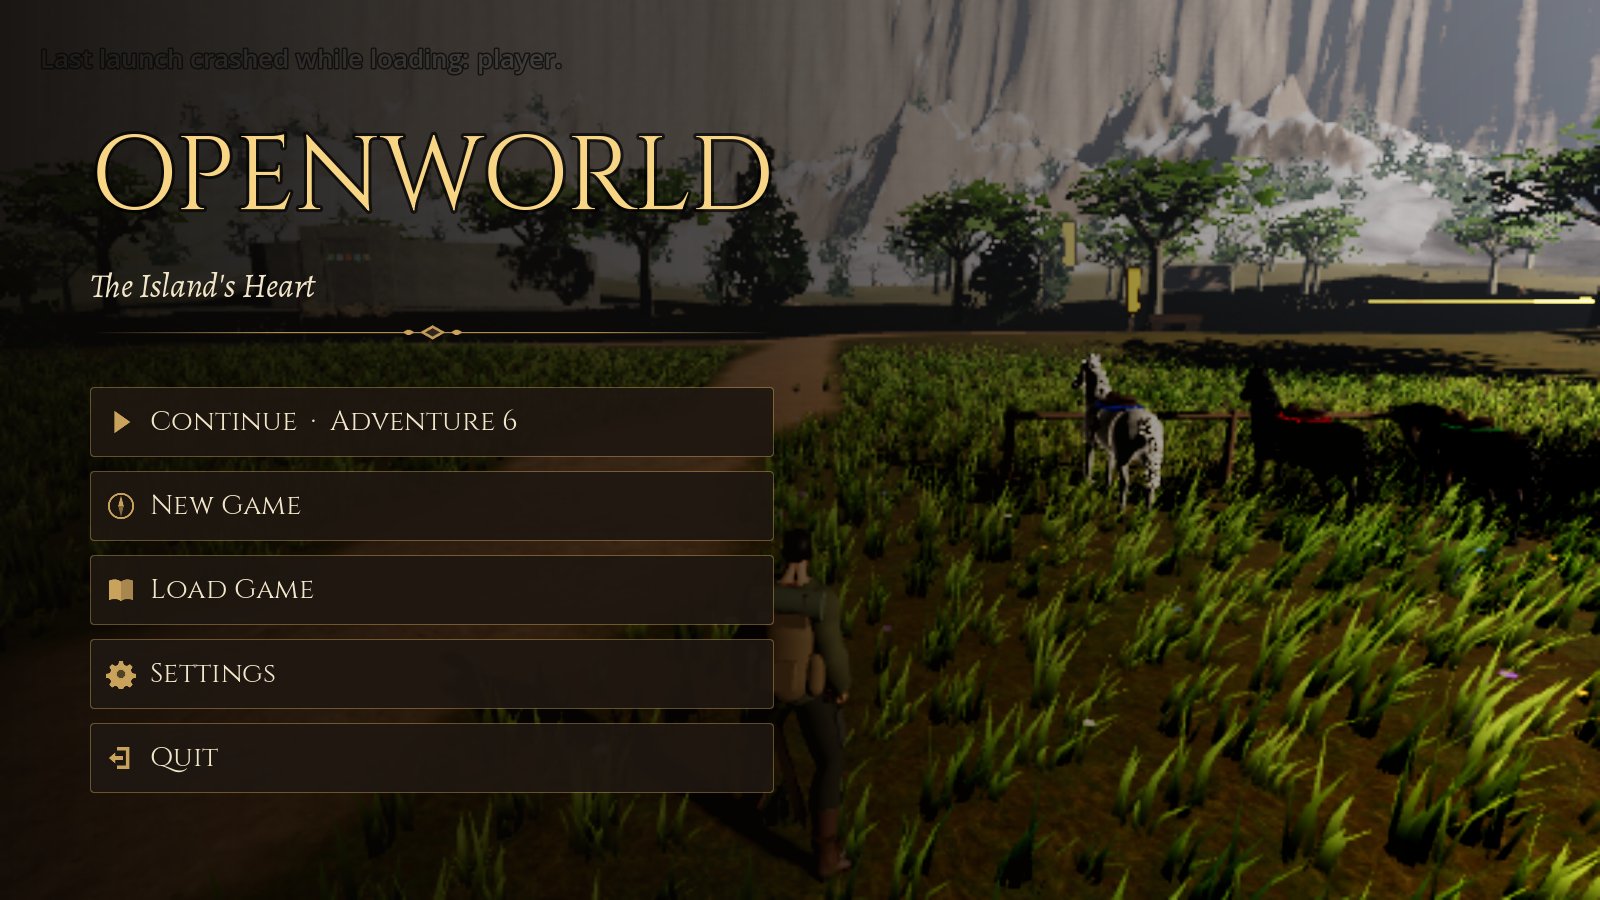 Last launch crashed while loading: player.
OPENWORLD
The Island's Heart
Continue · Adventure 6
New Game
Load Game
Settings
Quit